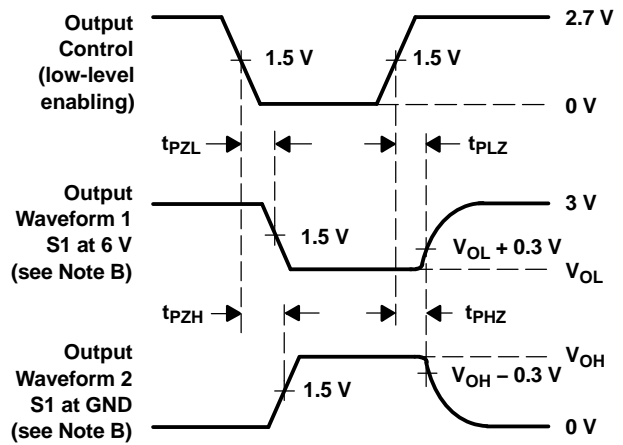 Output
Control
(low-level
enabling)
2.7 V
1.5 V
1.5 V
0 V
tPZL
tPLZ
Output
Waveform 1
S1 at 6 V
(see Note B)
3 V
1.5 V
VOL + 0.3 V
VOL
tPZH
tPHZ
Output
Waveform 2
S1 at GND
(see Note B)
VOH
1.5 V
VOH – 0.3 V
0 V